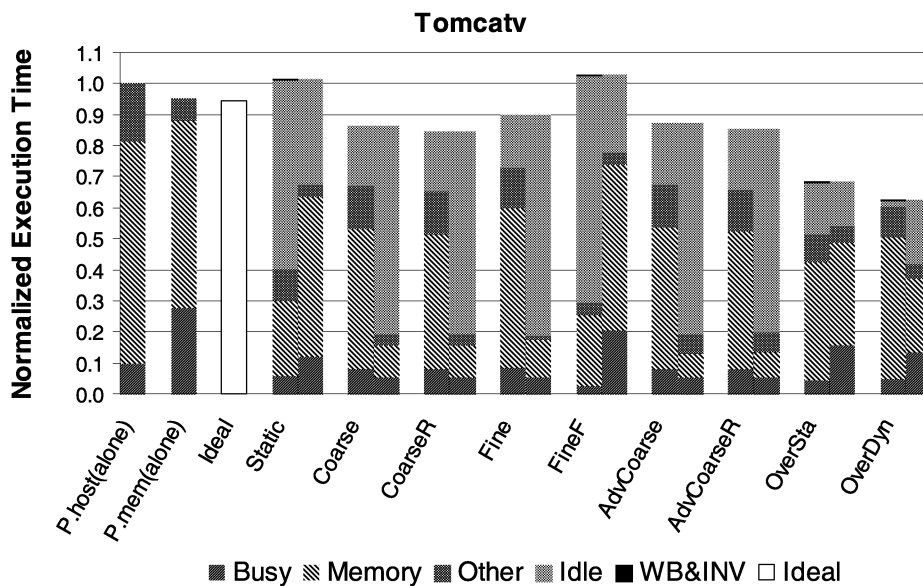 Tomcatv
Normalized Execution Time
1.1
1.0
0.9
0.8
0.7
0.6
0.5
0.4
0.3
0.2
0.1
0.0
P.host(alone)
P.mem(alone)
Ideal
Static
Coarse
CoarseR
Fine
FineF
AdvCoarse
AdvCoarseR
OverSta
OverDyn
Busy Memory Other Idle WB&INV Ideal